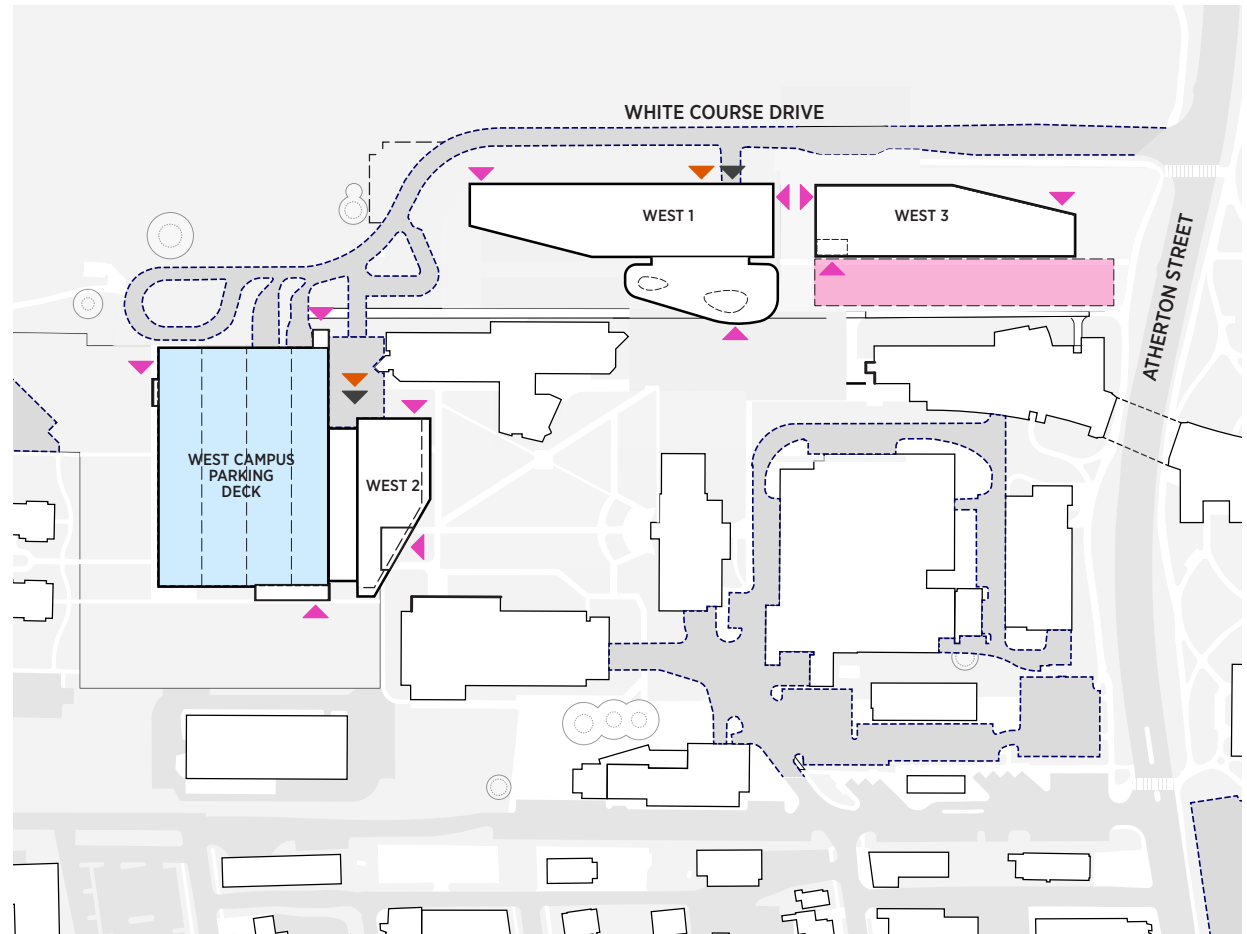 WHITE COURSE DRIVE
WEST 1
WEST 3
ATHERTON STREET
WEST CAMPUS
PARKING
DECK
WEST 2